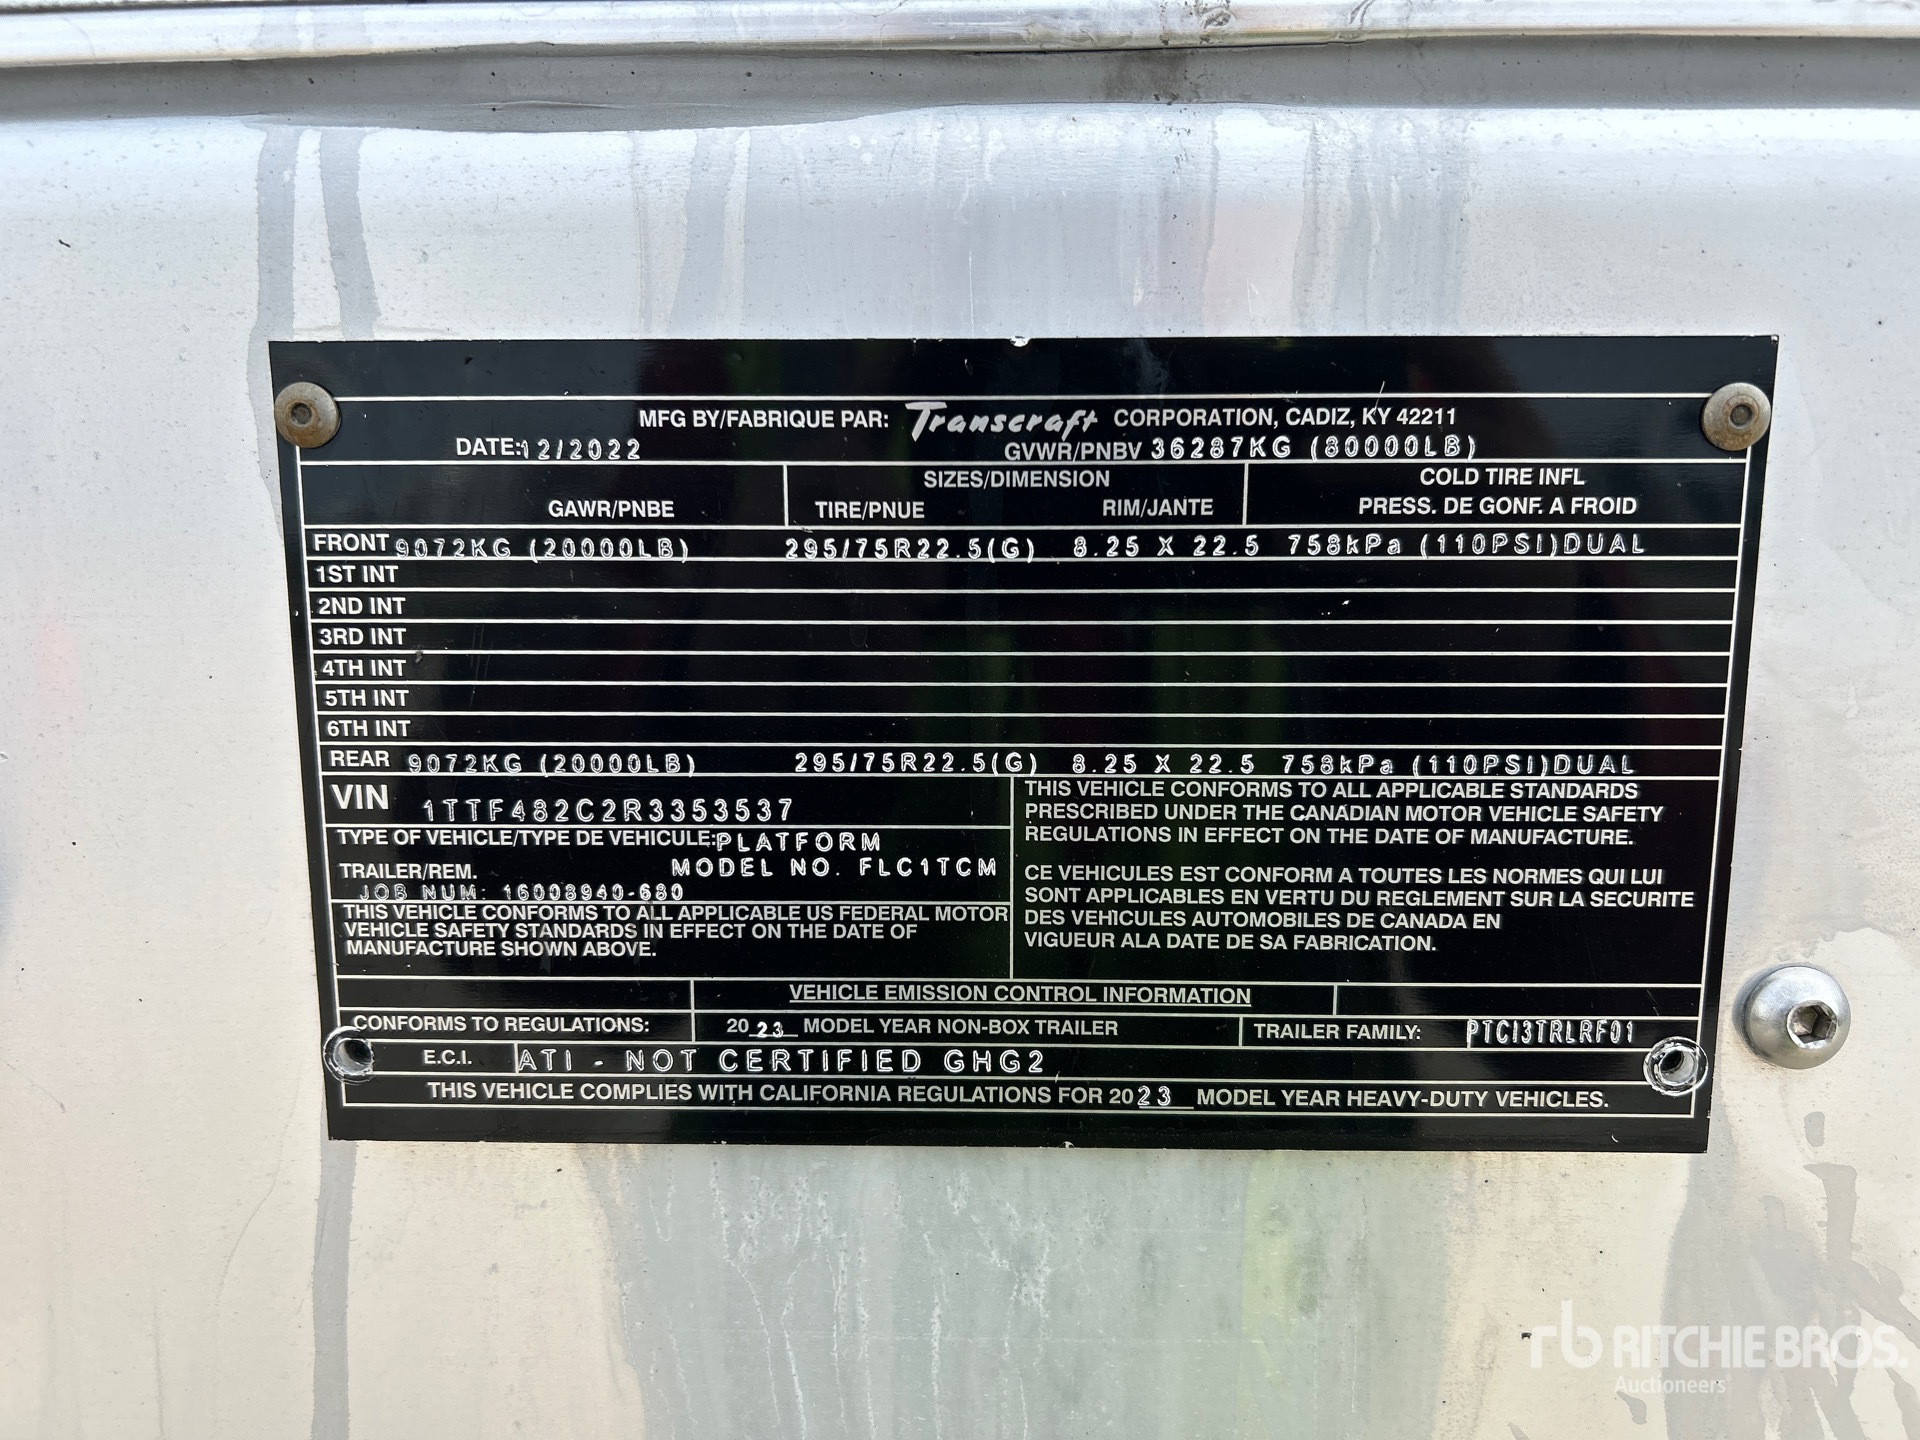 MFG BY/FABRIQUE PAR: Transcraft CORPORATION, CADIZ, KY 42211
DATE:12/2022 GVWR/PNBV 36287KG (80000LB)
GAWR/PNBE SIZES/DIMENSION COLD TIRE INFL
TIRE/PNUE RIM/JANTE PRESS. DE GONF. A FROID
FRONT 9072KG (20000LB) 295/75R22.5(G) 8.25 X 22.5 758kPa (110PSI)DUAL
1ST INT
2ND INT
3RD INT
4TH INT
5TH INT
6TH INT
REAR 9072KG (20000LB) 295/75R22.5(G) 8.25 X 22.5 758kPa (110PSI)DUAL
VIN 1TTF482C2R3353537
TYPE OF VEHICLE/TYPE DE VEHICULE:PLATFORM
TRAILER/REM. MODEL NO. FLC1TCM
JOB NUM: 16008940-680
THIS VEHICLE CONFORMS TO ALL APPLICABLE US FEDERAL MOTOR
VEHICLE SAFETY STANDARDS IN EFFECT ON THE DATE OF
MANUFACTURE SHOWN ABOVE.
THIS VEHICLE CONFORMS TO ALL APPLICABLE STANDARDS
PRESCRIBED UNDER THE CANADIAN MOTOR VEHICLE SAFETY
REGULATIONS IN EFFECT ON THE DATE OF MANUFACTURE.
CE VEHICULES EST CONFORM A TOUTES LES NORMES QUI LUI
SONT APPLICABLES EN VERTU DU REGLEMENT SUR LA SECURITE
DES VEHICULES AUTOMOBILES DE CANADA EN
VIGUEUR ALA DATE DE SA FABRICATION.
VEHICLE EMISSION CONTROL INFORMATION
CONFORMS TO REGULATIONS: 2023 MODEL YEAR NON-BOX TRAILER TRAILER FAMILY: PTCI3TRLRF01
E.C.I. ATI - NOT CERTIFIED GHG2
THIS VEHICLE COMPLIES WITH CALIFORNIA REGULATIONS FOR 2023 MODEL YEAR HEAVY-DUTY VEHICLES.
rb RITCHIE BROS.
Auctioneers